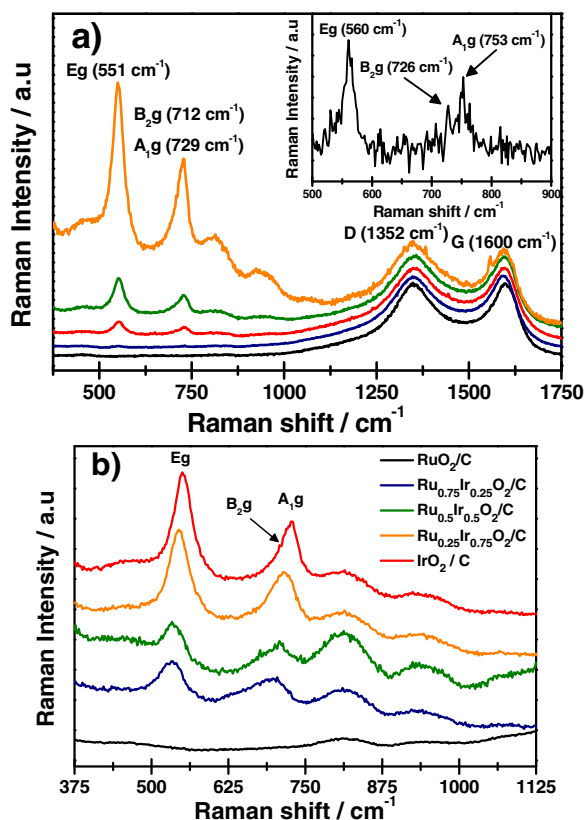 a)
Eg (551 cm⁻¹)
B₂g (712 cm⁻¹)
A₁g (729 cm⁻¹)
Eg (560 cm⁻¹)
A₁g (753 cm⁻¹)
B₂g (726 cm⁻¹)
Raman Intensity / a.u
500 600 700 800 900
Raman shift / cm⁻¹
D (1352 cm⁻¹)
G (1600 cm⁻¹)
Raman Intensity / a.u
500 750 1000 1250 1500 1750
Raman shift / cm⁻¹
b)
Eg
B₂g
A₁g
RuO₂/C
Ru₀.₇₅Ir₀.₂₅O₂/C
Ru₀.₅Ir₀.₅O₂/C
Ru₀.₂₅Ir₀.₇₅O₂/C
IrO₂ / C
Raman Intensity / a.u
375 500 625 750 875 1000 1125
Raman shift / cm⁻¹